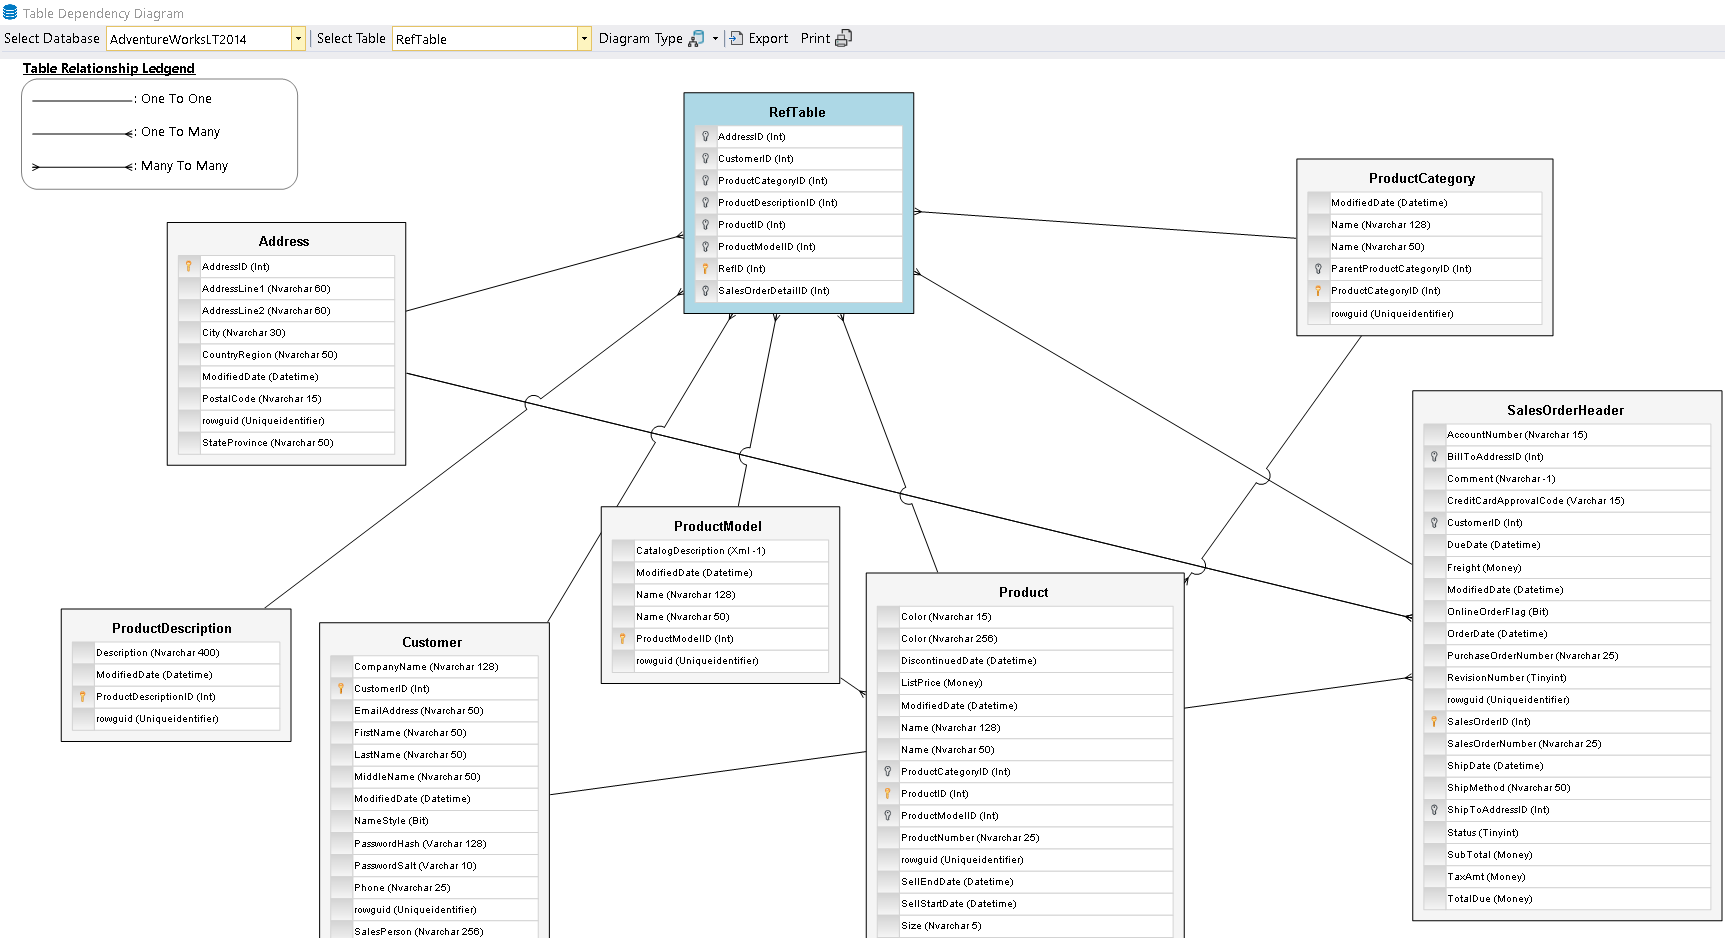 Table Dependency Diagram
Select Database AdventureWorksLT2014 Select Table RefTable Diagram Type Export Print
Table Relationship Ledgend
: One To One
: One To Many
: Many To Many
RefTable
AddressID (Int)
CustomerID (Int)
ProductCategoryID (Int)
ProductDescriptionID (Int)
ProductID (Int)
ProductModelID (Int)
RefID (Int)
SalesOrderDetailID (Int)
ProductCategory
ModifiedDate (Datetime)
Name (Nvarchar 128)
Name (Nvarchar 50)
ParentProductCategoryID (Int)
ProductCategoryID (Int)
rowguid (Uniqueidentifier)
Address
AddressID (Int)
AddressLine1 (Nvarchar 60)
AddressLine2 (Nvarchar 60)
City (Nvarchar 30)
CountryRegion (Nvarchar 50)
ModifiedDate (Datetime)
PostalCode (Nvarchar 15)
rowguid (Uniqueidentifier)
StateProvince (Nvarchar 50)
SalesOrderHeader
AccountNumber (Nvarchar 15)
BillToAddressID (Int)
Comment (Nvarchar -1)
CreditCardApprovalCode (Varchar 15)
CustomerID (Int)
DueDate (Datetime)
Freight (Money)
ModifiedDate (Datetime)
OnlineOrderFlag (Bit)
OrderDate (Datetime)
PurchaseOrderNumber (Nvarchar 25)
RevisionNumber (Tinyint)
rowguid (Uniqueidentifier)
SalesOrderID (Int)
SalesOrderNumber (Nvarchar 25)
ShipDate (Datetime)
ShipMethod (Nvarchar 50)
ShipToAddressID (Int)
Status (Tinyint)
SubTotal (Money)
TaxAmt (Money)
TotalDue (Money)
ProductModel
CatalogDescription (Xml -1)
ModifiedDate (Datetime)
Name (Nvarchar 128)
Name (Nvarchar 50)
ProductModelID (Int)
rowguid (Uniqueidentifier)
Product
Color (Nvarchar 15)
Color (Nvarchar 256)
DiscontinuedDate (Datetime)
ListPrice (Money)
ModifiedDate (Datetime)
Name (Nvarchar 128)
Name (Nvarchar 50)
ProductCategoryID (Int)
ProductID (Int)
ProductModelID (Int)
ProductNumber (Nvarchar 25)
rowguid (Uniqueidentifier)
SellEndDate (Datetime)
SellStartDate (Datetime)
Size (Nvarchar 5)
ProductDescription
Description (Nvarchar 400)
ModifiedDate (Datetime)
ProductDescriptionID (Int)
rowguid (Uniqueidentifier)
Customer
CompanyName (Nvarchar 128)
CustomerID (Int)
EmailAddress (Nvarchar 50)
FirstName (Nvarchar 50)
LastName (Nvarchar 50)
MiddleName (Nvarchar 50)
ModifiedDate (Datetime)
NameStyle (Bit)
PasswordHash (Varchar 128)
PasswordSalt (Varchar 10)
Phone (Nvarchar 25)
rowguid (Uniqueidentifier)
SalesPerson (Nvarchar 256)